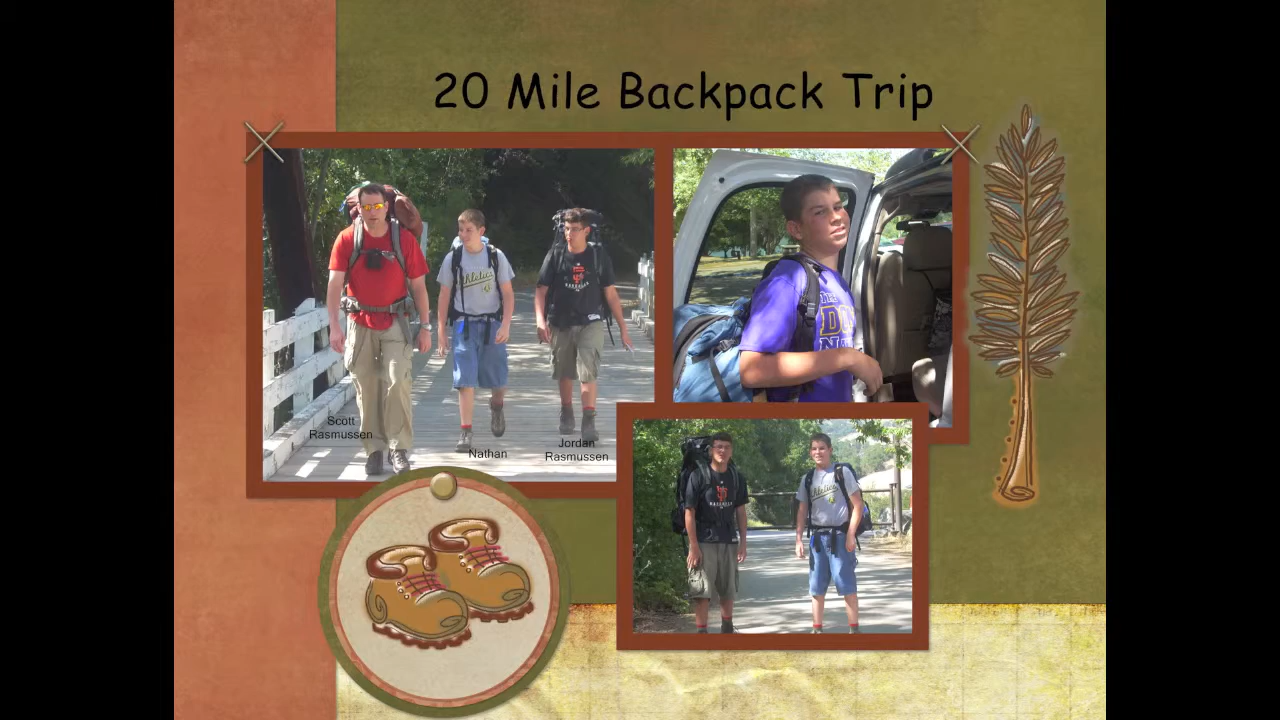 20 Mile Backpack Trip
Scott
Rasmussen
Nathan
Jordan
Rasmussen